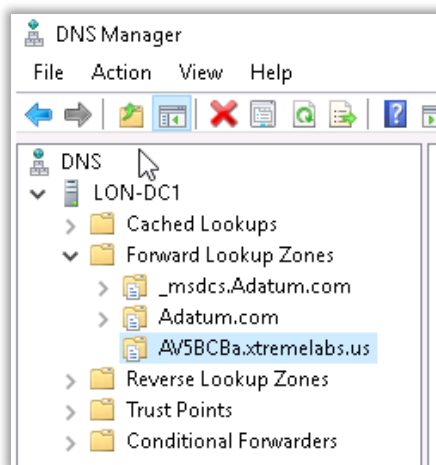 DNS Manager
File Action View Help
DNS
LON-DC1
Cached Lookups
Forward Lookup Zones
_msdcs.Adatum.com
Adatum.com
AV5BCBa.xtremelabs.us
Reverse Lookup Zones
Trust Points
Conditional Forwarders